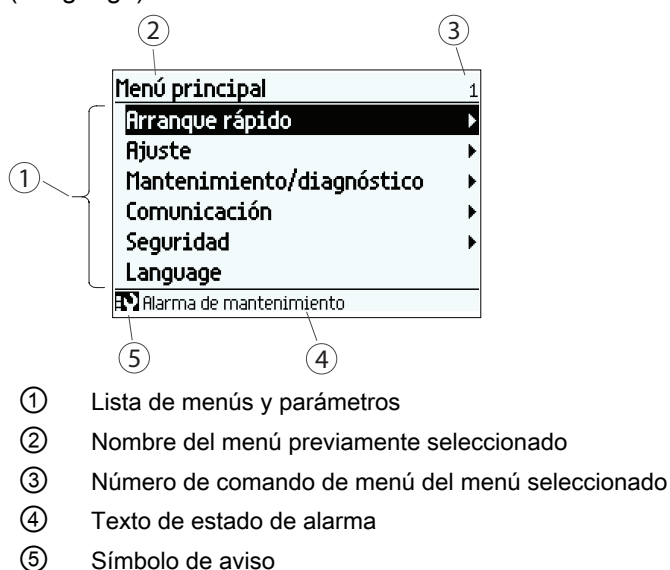 ② ③
Menú principal 1
Arranque rápido
Ajuste
Mantenimiento/diagnóstico
① Comunicación
Seguridad
Language
Alarma de mantenimiento
⑤ ④
① Lista de menús y parámetros
② Nombre del menú previamente seleccionado
③ Número de comando de menú del menú seleccionado
④ Texto de estado de alarma
⑤ Símbolo de aviso